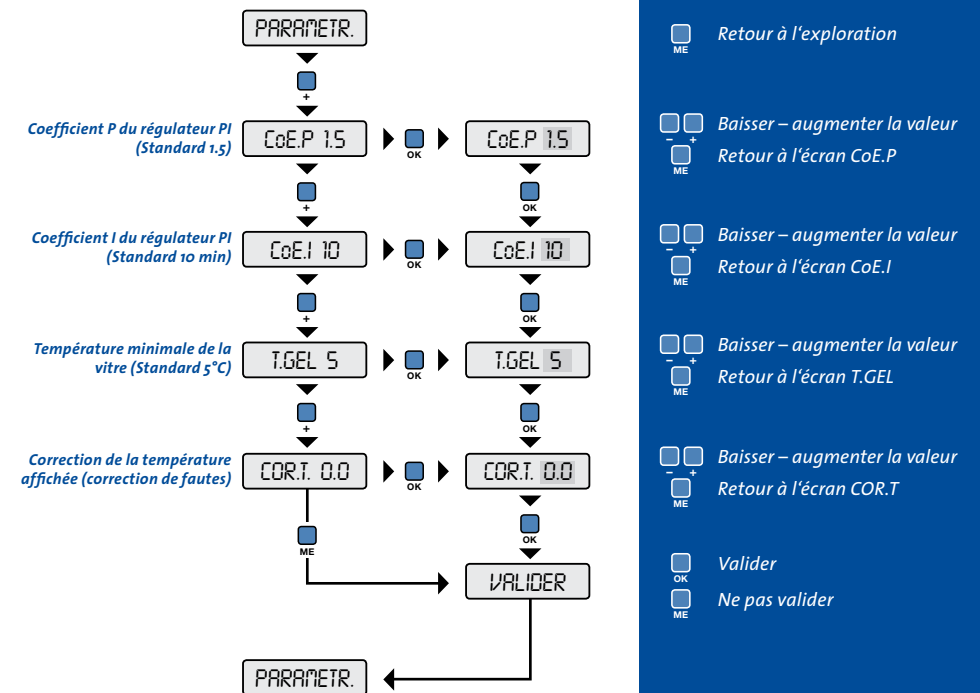 PARAMETR.
ME
Retour à l‘exploration
+
Coefficient P du régulateur PI
(Standard 1.5)
CoE.P 1.5
OK
CoE.P 1.5
– +
Baisser – augmenter la valeur
ME
Retour à l‘écran CoE.P
+
OK
Coefficient I du régulateur PI
(Standard 10 min)
CoE.I 10
OK
CoE.I 10
– +
Baisser – augmenter la valeur
ME
Retour à l‘écran CoE.I
+
OK
Température minimale de la
vitre (Standard 5°C)
T.GEL 5
OK
T.GEL 5
– +
Baisser – augmenter la valeur
ME
Retour à l‘écran T.GEL
+
OK
Correction de la température
affichée (correction de fautes)
COR.T. 0.0
OK
COR.T. 0.0
– +
Baisser – augmenter la valeur
ME
Retour à l‘écran COR.T
ME
OK
VALIDER
OK
Valider
ME
Ne pas valider
PARAMETR.